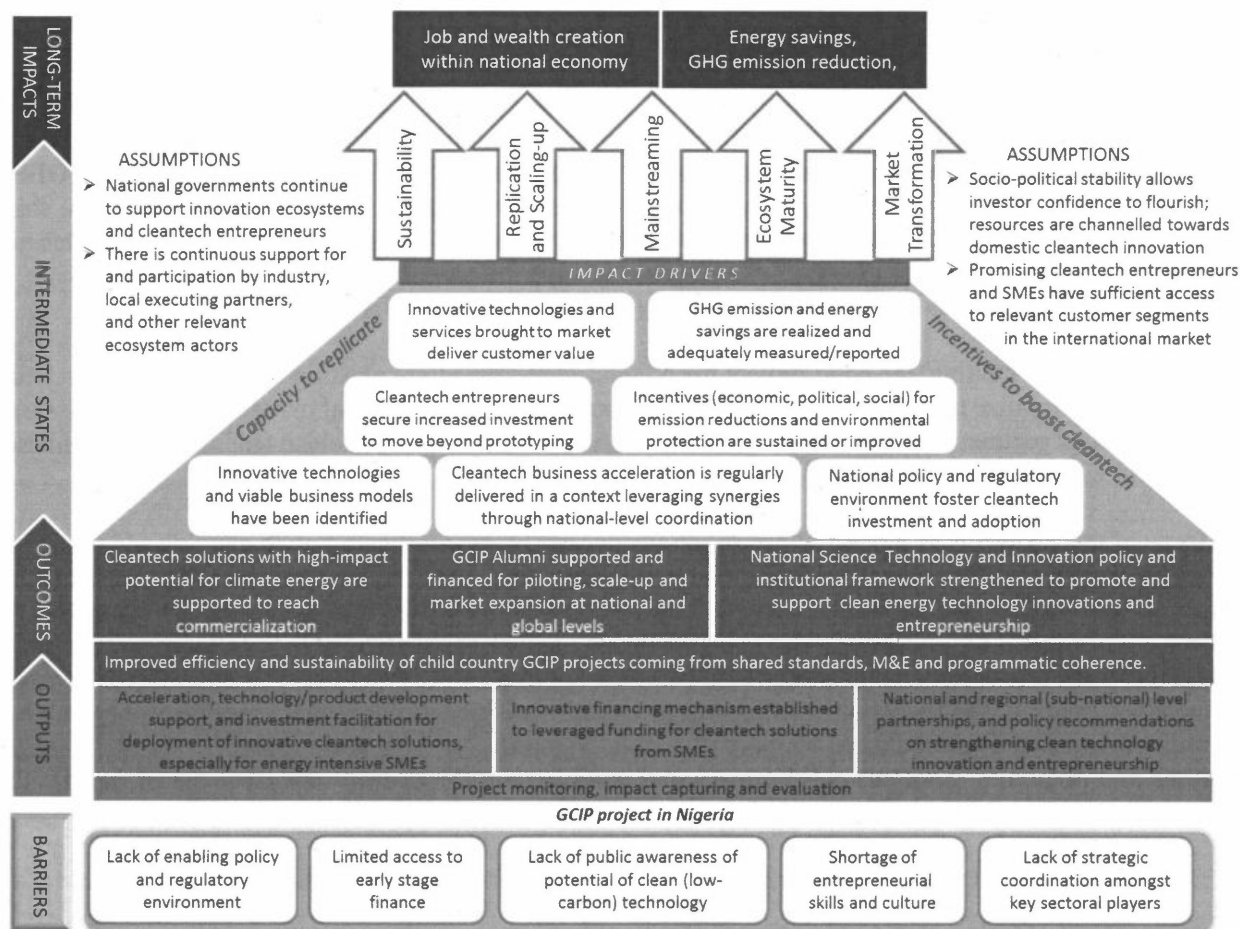 LONG-TERM
IMPACTS
Job and wealth creation
within national economy
Energy savings,
GHG emission reduction,
Sustainability
Replication
and Scaling-up
Mainstreaming
Ecosystem
Maturity
Market
Transformation
ASSUMPTIONS
➢ National governments continue
to support innovation ecosystems
and cleantech entrepreneurs
➢ There is continuous support for
and participation by industry,
local executing partners,
and other relevant
ecosystem actors
ASSUMPTIONS
➢ Socio-political stability allows
investor confidence to flourish;
resources are channelled towards
domestic cleantech innovation
➢ Promising cleantech entrepreneurs
and SMEs have sufficient access
to relevant customer segments
in the international market
IMPACT DRIVERS
INTERMEDIATE STATES
Capacity to replicate
Incentives to boost cleantech
Innovative technologies and
services brought to market
deliver customer value
GHG emission and energy
savings are realized and
adequately measured/reported
Cleantech entrepreneurs
secure increased investment
to move beyond prototyping
Incentives (economic, political, social) for
emission reductions and environmental
protection are sustained or improved
Innovative technologies
and viable business models
have been identified
Cleantech business acceleration is regularly
delivered in a context leveraging synergies
through national-level coordination
National policy and regulatory
environment foster cleantech
investment and adoption
OUTCOMES
Cleantech solutions with high-impact
potential for climate energy are
supported to reach
commercialization
GCIP Alumni supported and
financed for piloting, scale-up and
market expansion at national and
global levels
National Science Technology and Innovation policy and
institutional framework strengthened to promote and
support clean energy technology innovations and
entrepreneurship
Improved efficiency and sustainability of child country GCIP projects coming from shared standards, M&E and programmatic coherence.
OUTPUTS
Acceleration, technology/product development
support, and investment facilitation for
deployment of innovative cleantech solutions,
especially for energy intensive SMEs
Innovative financing mechanism established
to leveraged funding for cleantech solutions
from SMEs
National and regional (sub-national) level
partnerships, and policy recommendations
on strengthening clean technology
innovation and entrepreneurship
Project monitoring, impact capturing and evaluation
GCIP project in Nigeria
BARRIERS
Lack of enabling policy
and regulatory
environment
Limited access to
early stage
finance
Lack of public awareness of
potential of clean (low-
carbon) technology
Shortage of
entrepreneurial
skills and culture
Lack of strategic
coordination amongst
key sectoral players